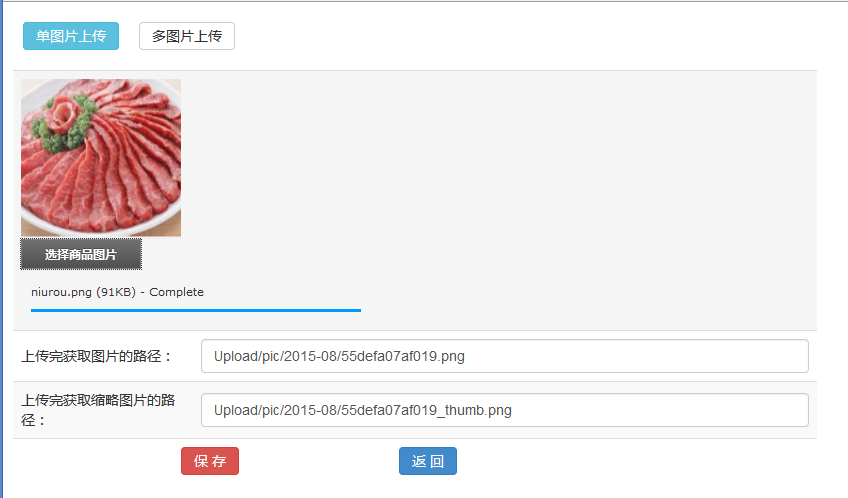 单图片上传 多图片上传
选择商品图片
niurou.png (91KB) - Complete
上传完获取图片的路径： Upload/pic/2015-08/55defa07af019.png
上传完获取缩略图片的路
径： Upload/pic/2015-08/55defa07af019_thumb.png
保 存 返 回